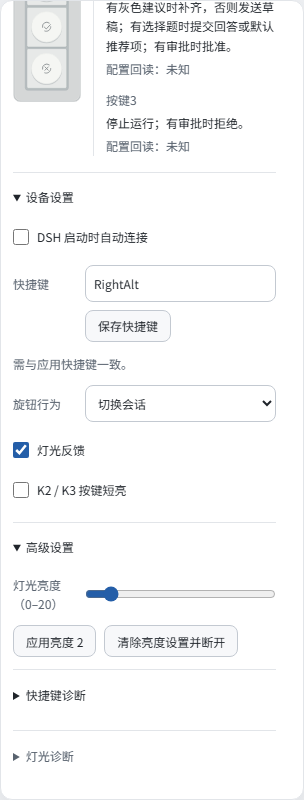 有灰色建议时补齐，否则发送草
稿；有选择题时提交回答或默认
推荐项；有审批时批准。
配置回读：未知
按键3
停止运行；有审批时拒绝。
配置回读：未知
设备设置
DSH 启动时自动连接
快捷键
RightAlt
保存快捷键
需与应用快捷键一致。
旋钮行为
切换会话
灯光反馈
K2 / K3 按键短亮
高级设置
灯光亮度
（0–20）
应用亮度 2
清除亮度设置并断开
快捷键诊断
灯光诊断